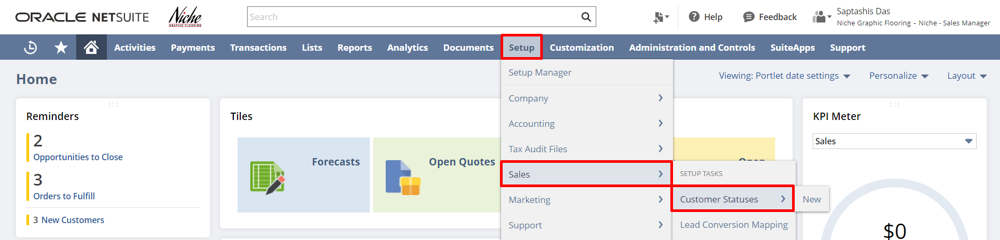 ORACLE NETSUITE
Niche
GRAPHIC FLOORING
Search
Help
Feedback
Saptashis Das
Niche Graphic Flooring - Niche - Sales Manager
Activities
Payments
Transactions
Lists
Reports
Analytics
Documents
Setup
Customization
Administration and Controls
SuiteApps
Support
Home
Viewing: Portlet date settings
Personalize
Layout
Setup Manager
Company
Accounting
Tax Audit Files
Sales
Marketing
Support
SETUP TASKS
Customer Statuses
New
Lead Conversion Mapping
Reminders
2
Opportunities to Close
3
Orders to Fulfill
3 New Customers
Tiles
Forecasts
Open Quotes
Open
KPI Meter
Sales
$0